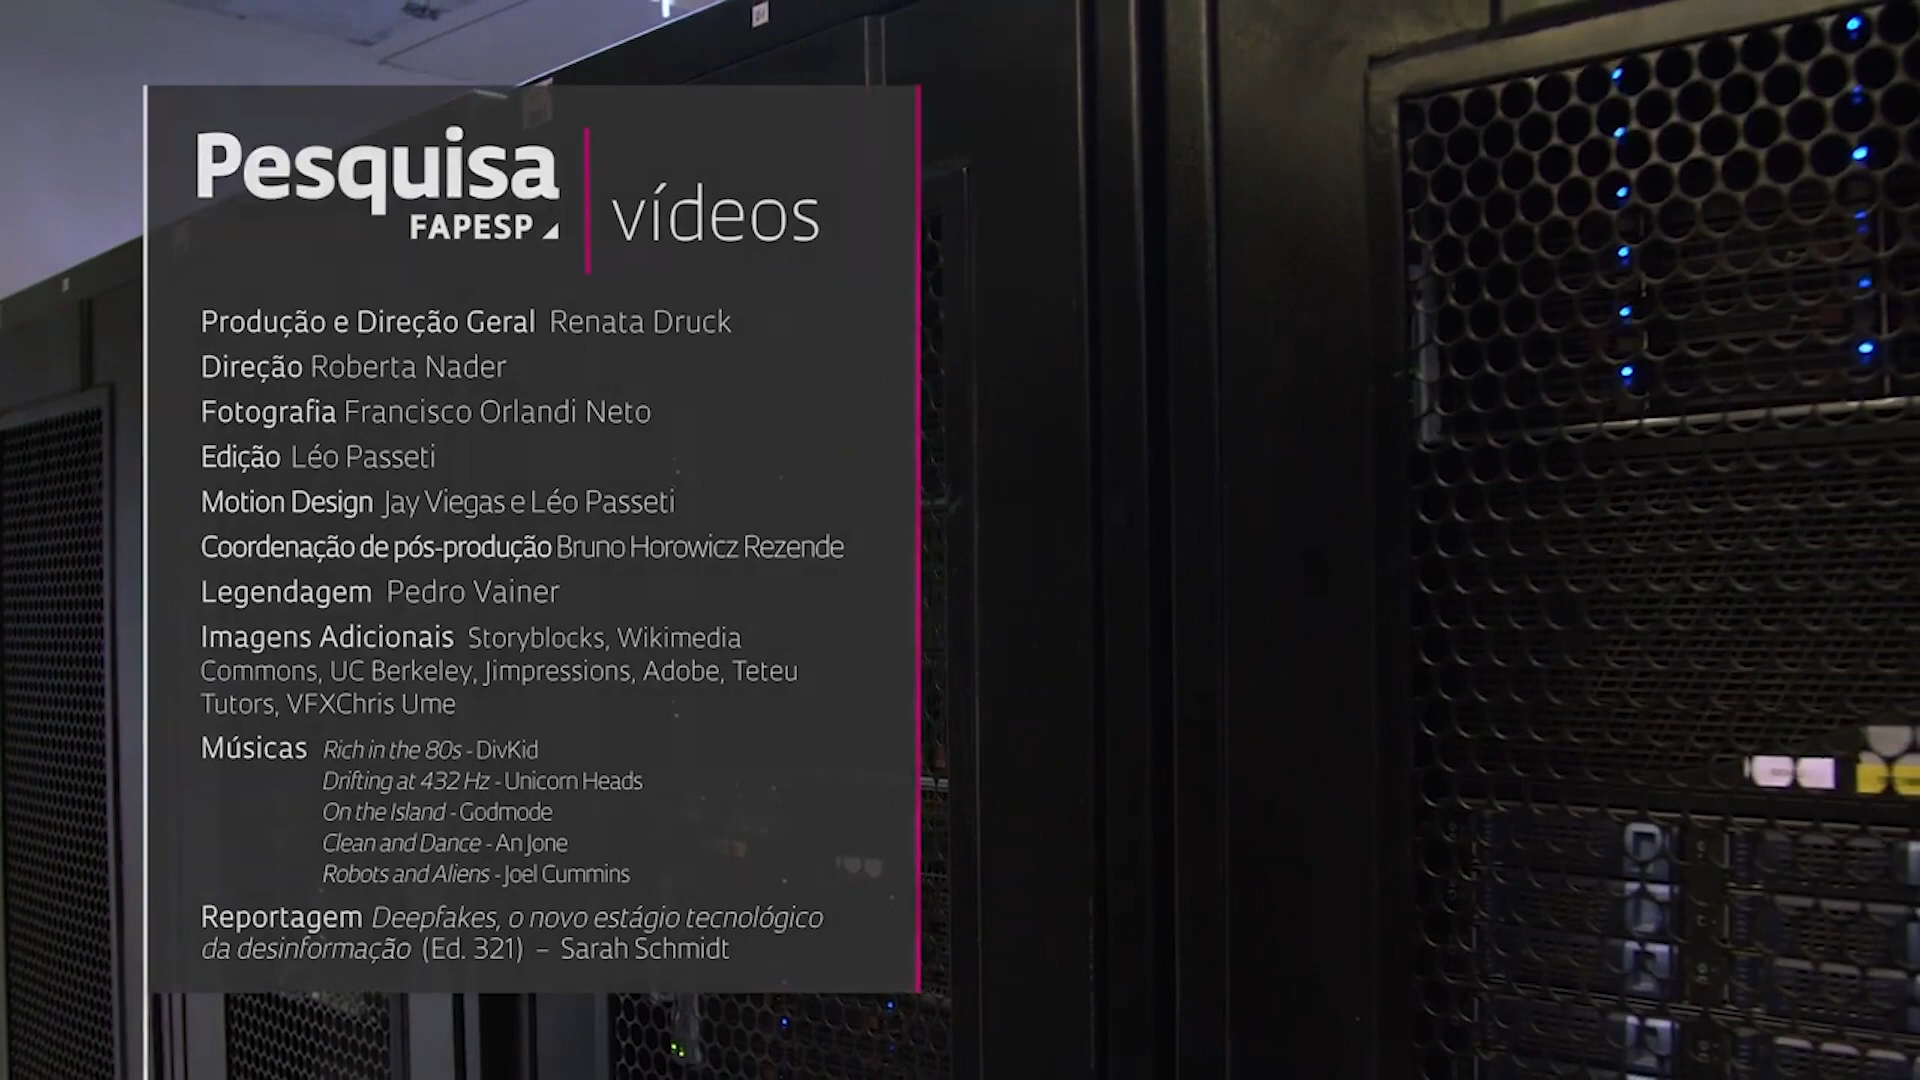 Pesquisa
FAPESP
vídeos
Produção e Direção Geral Renata Druck
Direção Roberta Nader
Fotografia Francisco Orlandi Neto
Edição Léo Passeti
Motion Design Jay Viegas e Léo Passeti
Coordenação de pós-produção Bruno Horowicz Rezende
Legendagem Pedro Vainer
Imagens Adicionais Storyblocks, Wikimedia
Commons, UC Berkeley, Jimpressions, Adobe, Teteu
Tutors, VFXChris Ume
Músicas Rich in the 80s - DivKid
Drifting at 432 Hz - Unicorn Heads
On the Island - Godmode
Clean and Dance - An Jone
Robots and Aliens - Joel Cummins
Reportagem Deepfakes, o novo estágio tecnológico
da desinformação (Ed. 321) – Sarah Schmidt